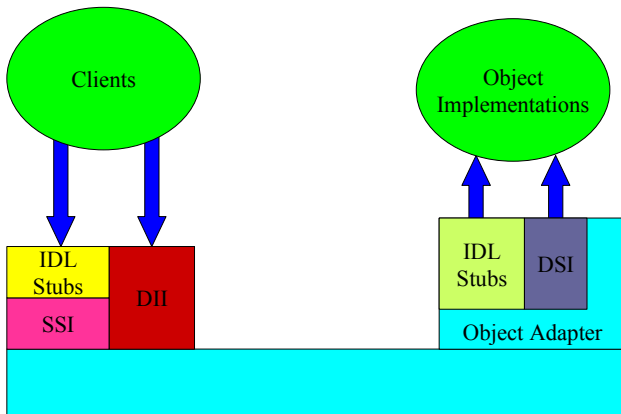 Clients
Object
Implementations
IDL
Stubs
SSI
DII
IDL
Stubs
DSI
Object Adapter